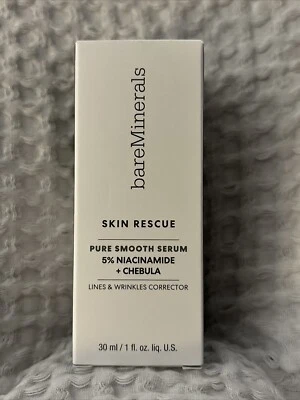 bareMinerals
SKIN RESCUE
PURE SMOOTH SERUM
5% NIACINAMIDE
+ CHEBULA
LINES & WRINKLES CORRECTOR
30 ml / 1 fl. oz. liq. U.S.